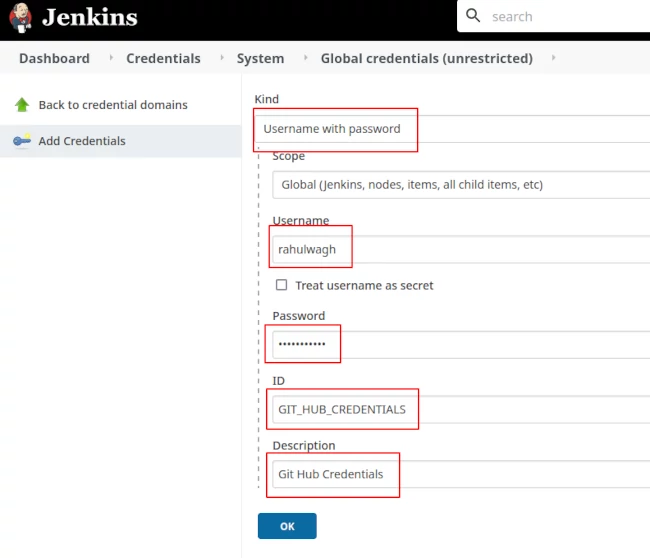 Jenkins
search
Dashboard Credentials System Global credentials (unrestricted)
Back to credential domains
Add Credentials
Kind
Username with password
Scope
Global (Jenkins, nodes, items, all child items, etc)
Username
rahulwagh
Treat username as secret
Password
•••••••••••
ID
GIT_HUB_CREDENTIALS
Description
Git Hub Credentials
OK